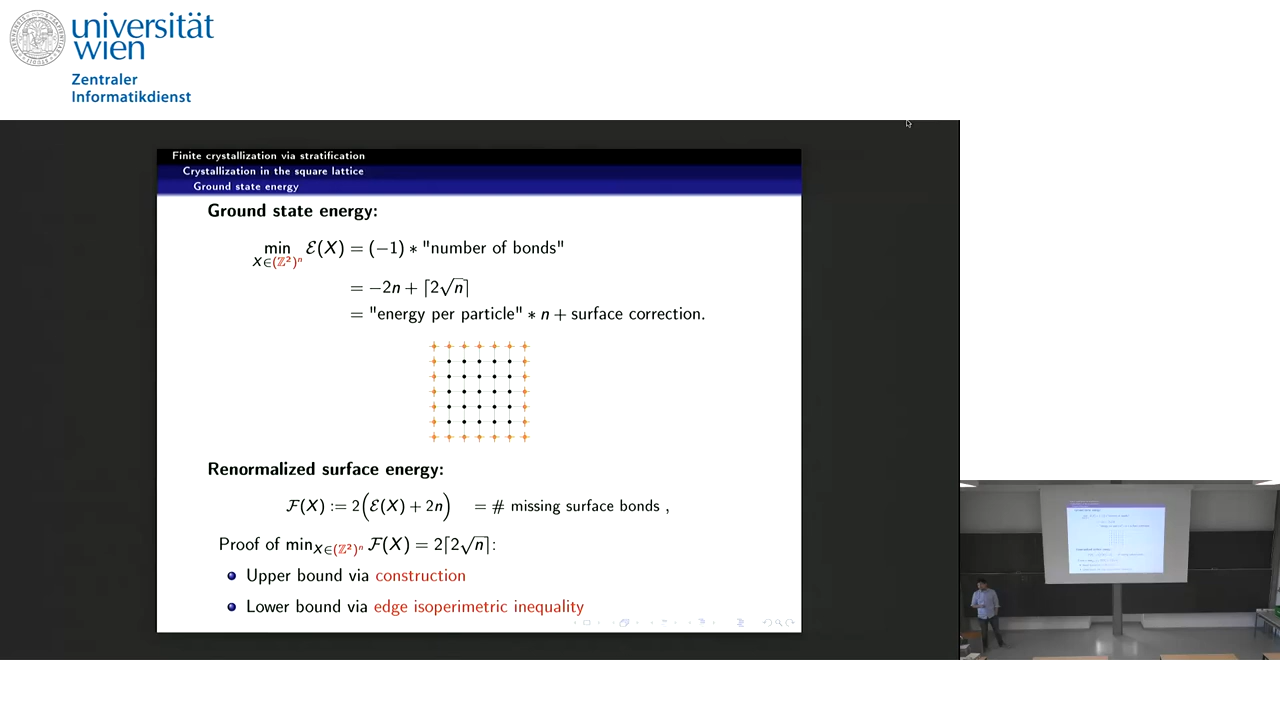 universität
wien
Zentraler
Informatikdienst
Finite crystallization via stratification
Crystallization in the square lattice
Ground state energy
Ground state energy:
min_{X∈(ℤ²)ⁿ} ℰ(X) = (−1) ∗ "number of bonds"
= −2n + ⌈2√n⌉
= "energy per particle" ∗ n + surface correction.
Renormalized surface energy:
ℱ(X) := 2(ℰ(X) + 2n) = # missing surface bonds ,
Proof of min_{X∈(ℤ²)ⁿ} ℱ(X) = 2⌈2√n⌉:
Upper bound via construction
Lower bound via edge isoperimetric inequality